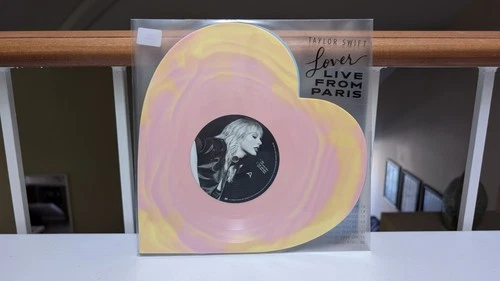 TAYLOR SWIFT
Lover
LIVE
FROM
PARIS